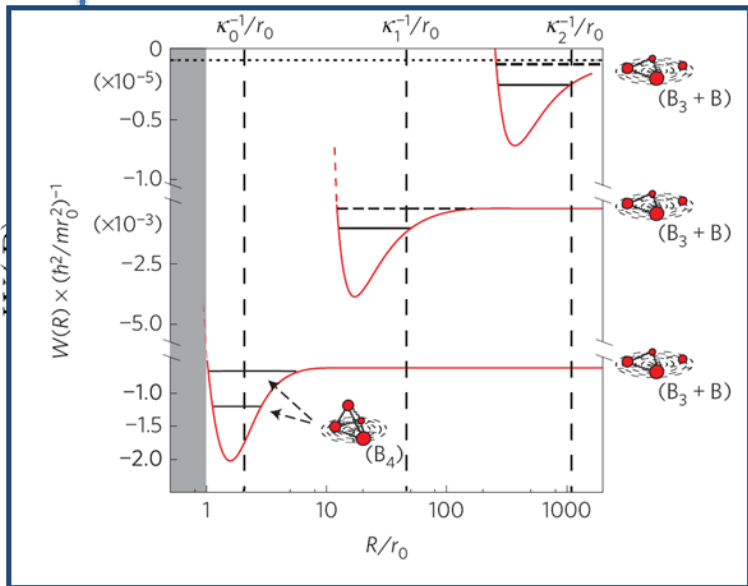 κ₀⁻¹/r₀ κ₁⁻¹/r₀ κ₂⁻¹/r₀
0
(×10⁻⁵)
−0.5
−1.0
(B₃ + B)
(×10⁻³)
−2.5
−5.0
(B₃ + B)
−1.0
−1.5
−2.0
(B₃ + B)
(B₄)
W(R) × (ħ²/mr₀²)⁻¹
1 10 100 1000
R/r₀